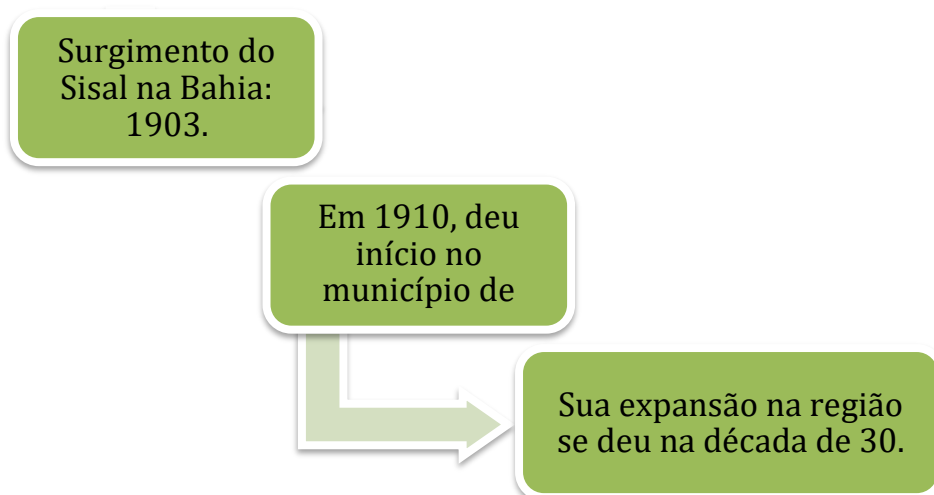 Surgimento do
Sisal na Bahia:
1903.
Em 1910, deu
início no
município de
Sua expansão na região
se deu na década de 30.